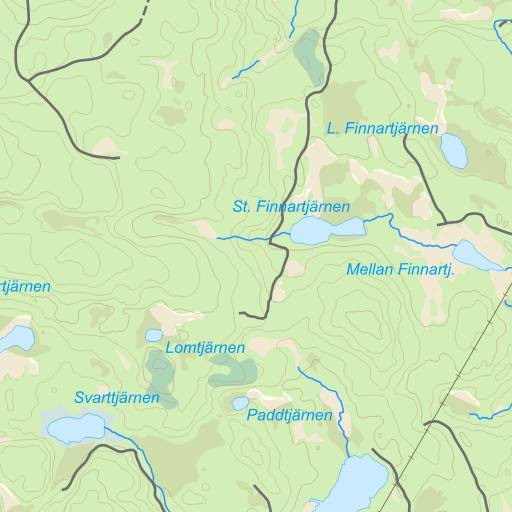 L. Finnartjärnen
St. Finnartjärnen
Mellan Finnartj.
rtjärnen
Lomtjärnen
Svarttjärnen
Paddtjärnen